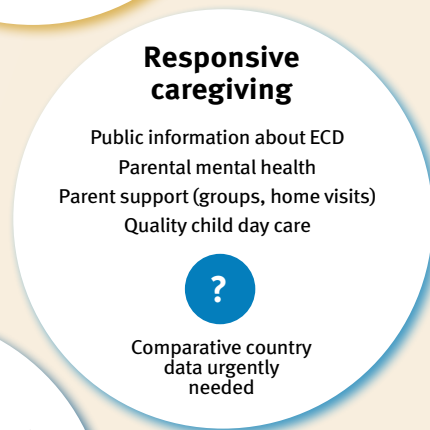 Responsive
caregiving
Public information about ECD
Parental mental health
Parent support (groups, home visits)
Quality child day care
?
Comparative country
data urgently
needed